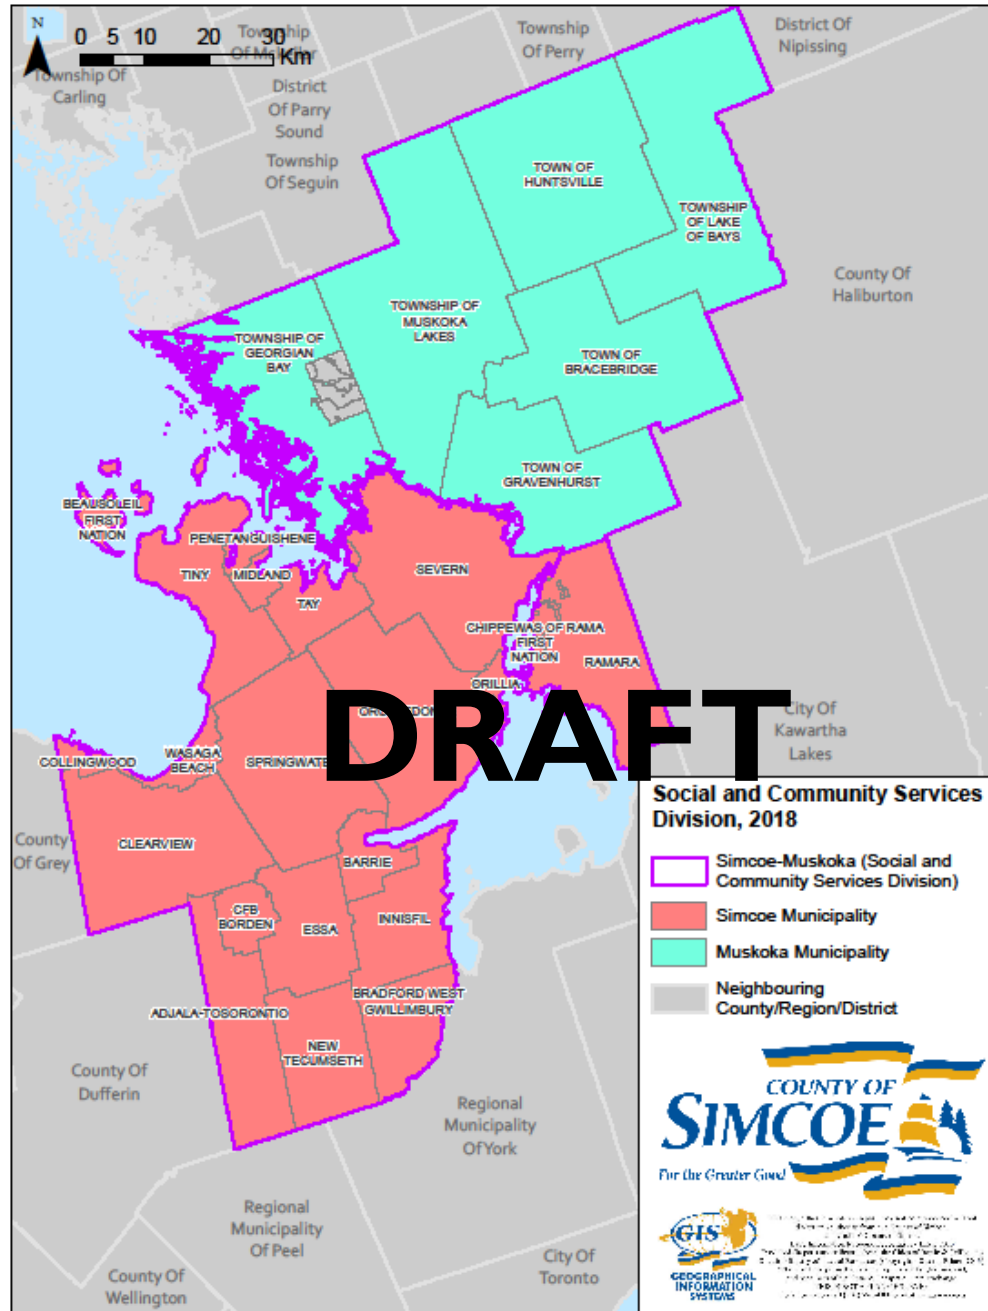 N
0 5 10 20 30
Km
Township
Of McKellar
Township
Of Perry
District Of
Nipissing
Township Of
Carling
District
Of Parry
Sound
Township
Of Seguin
TOWN OF
HUNTSVILLE
TOWNSHIP
OF LAKE
OF BAYS
County Of
Haliburton
TOWNSHIP OF
MUSKOKA
LAKES
TOWNSHIP OF
GEORGIAN
BAY
TOWN OF
BRACEBRIDGE
TOWN OF
GRAVENHURST
BEAUSOLEIL
FIRST
NATION
PENETANGUISHENE
TINY
MIDLAND
TAY
SEVERN
CHIPPEWAS OF RAMA
FIRST
NATION
RAMARA
ORILLIA
DRAFT
City Of
Kawartha
Lakes
COLLINGWOOD
WASAGA
BEACH
SPRINGWATE
County
Of Grey
CLEARVIEW
BARRIE
CFB
BORDEN
ESSA
INNISFIL
ADJALA-TOSORONTIO
BRADFORD WEST
GWILLIMBURY
NEW
TECUMSETH
County Of
Dufferin
Regional
Municipality
Of York
Regional
Municipality
Of Peel
County Of
Wellington
City Of
Toronto
Social and Community Services
Division, 2018
Simcoe-Muskoka (Social and
Community Services Division)
Simcoe Municipality
Muskoka Municipality
Neighbouring
County/Region/District
COUNTY OF
SIMCOE
For the Greater Good
GIS
GEOGRAPHICAL
INFORMATION
SYSTEMS